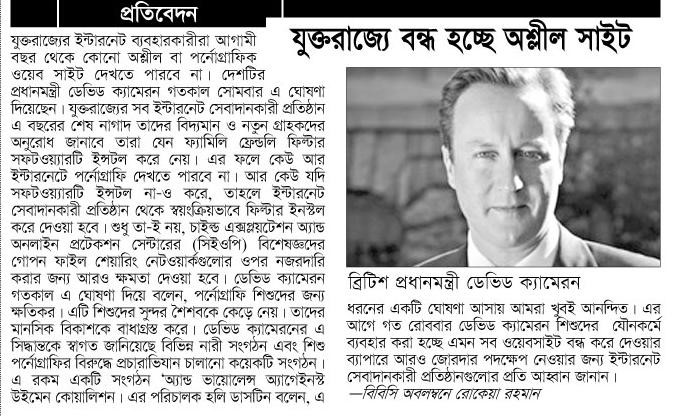 প্রতিবেদন
যুক্তরাজ্যে বন্ধ হচ্ছে অশ্লীল সাইট
যুক্তরাজ্যের ইন্টারনেট ব্যবহারকারীরা আগামী
বছর থেকে কোনো অশ্লীল বা পর্নোগ্রাফিক
ওয়েব সাইট দেখতে পারবে না। দেশটির
প্রধানমন্ত্রী ডেভিড ক্যামেরন গতকাল সোমবার এ ঘোষণা
দিয়েছেন। যুক্তরাজ্যের সব ইন্টারনেট সেবাদানকারী প্রতিষ্ঠান
এ বছরের শেষ নাগাদ তাদের বিদ্যমান ও নতুন গ্রাহকদের
অনুরোধ জানাবে তারা যেন ফ্যামিলি ফ্রেন্ডলি ফিল্টার
সফটওয়্যারটি ইন্সটল করে নেয়। এর ফলে কেউ আর
ইন্টারনেটে পর্নোগ্রাফি দেখতে পারবে না। আর কেউ যদি
সফটওয়্যারটি ইন্সটল না-ও করে, তাহলে ইন্টারনেট
সেবাদানকারী প্রতিষ্ঠান থেকে স্বয়ংক্রিয়ভাবে ফিল্টার ইনস্টল
করে দেওয়া হবে। শুধু তা-ই নয়, চাইল্ড এক্সপ্লয়টেশন অ্যান্ড
অনলাইন প্রটেকশন সেন্টারের (সিইওপি) বিশেষজ্ঞদের
গোপন ফাইল শেয়ারিং নেটওয়ার্কগুলোর ওপর নজরদারি
করার জন্য আরও ক্ষমতা দেওয়া হবে। ডেভিড ক্যামেরন
গতকাল এ ঘোষণা দিয়ে বলেন, পর্নোগ্রাফি শিশুদের জন্য
ক্ষতিকর। এটি শিশুদের সুন্দর শৈশবকে কেড়ে নেয়। তাদের
মানসিক বিকাশকে বাধাগ্রস্ত করে। ডেভিড ক্যামেরনের এ
সিদ্ধান্তকে স্বাগত জানিয়েছে বিভিন্ন নারী সংগঠন এবং শিশু
পর্নোগ্রাফির বিরুদ্ধে প্রচারাভিযান চালানো কয়েকটি সংগঠন।
এ রকম একটি সংগঠন ‘অ্যান্ড ভায়োলেন্স অ্যাগেইনস্ট
উইমেন কোয়ালিশন। এর পরিচালক হলি ডাসটিন বলেন, এ
ব্রিটিশ প্রধানমন্ত্রী ডেভিড ক্যামেরন
ধরনের একটি ঘোষণা আসায় আমরা খুবই আনন্দিত। এর
আগে গত রোববার ডেভিড ক্যামেরন শিশুদের যৌনকর্মে
ব্যবহার করা হচ্ছে এমন সব ওয়েবসাইট বন্ধ করে দেওয়ার
ব্যাপারে আরও জোরদার পদক্ষেপ নেওয়ার জন্য ইন্টারনেট
সেবাদানকারী প্রতিষ্ঠানগুলোর প্রতি আহ্বান জানান।
—বিবিসি অবলম্বনে রোকেয়া রহমান